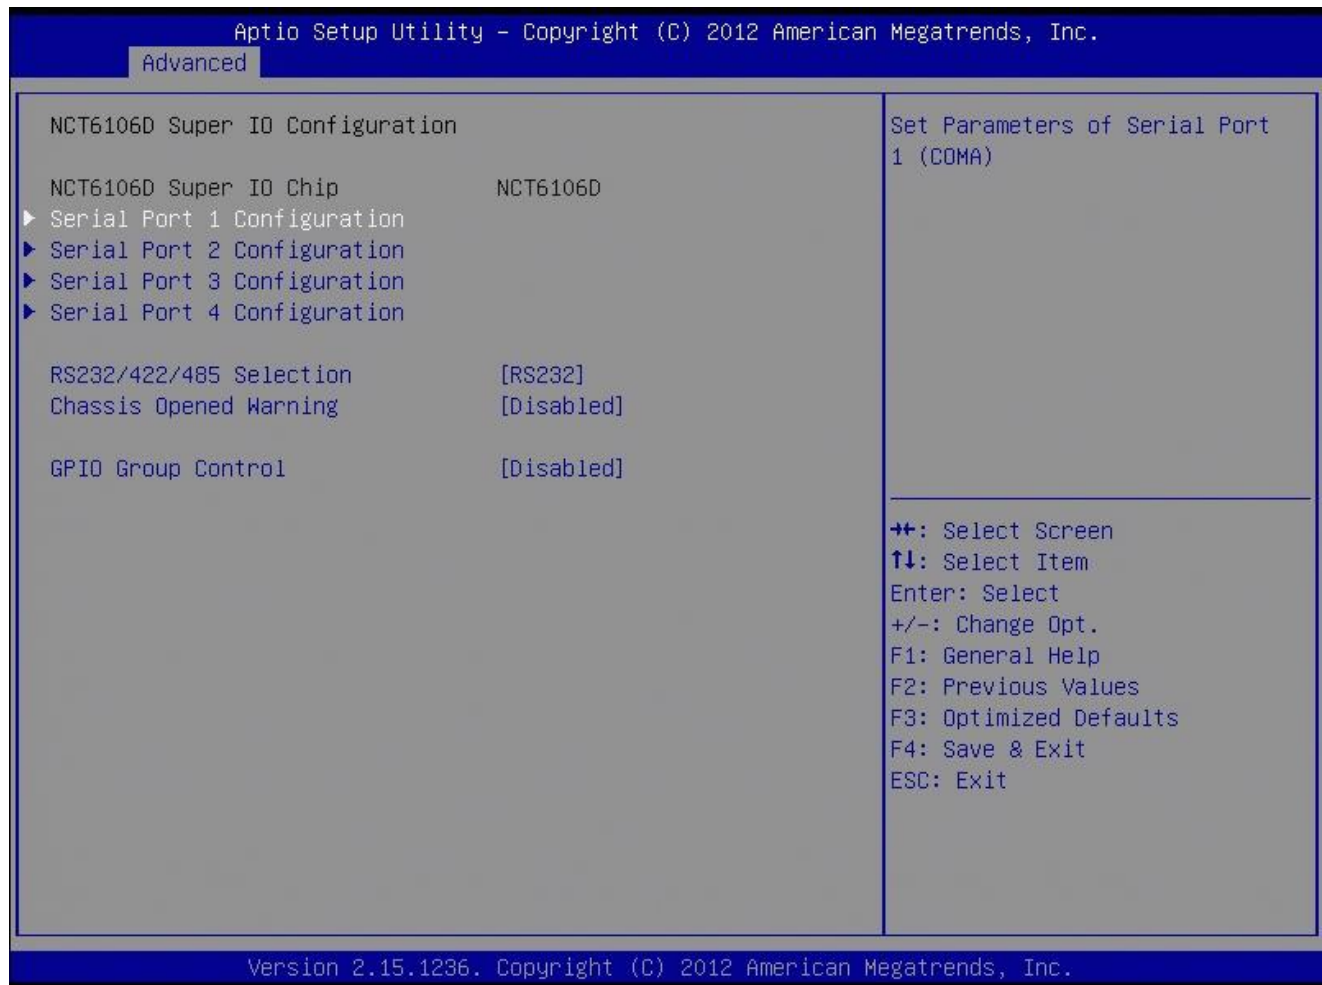 Aptio Setup Utility – Copyright (C) 2012 American Megatrends, Inc.
Advanced
NCT6106D Super IO Configuration
NCT6106D Super IO Chip NCT6106D
Serial Port 1 Configuration
Serial Port 2 Configuration
Serial Port 3 Configuration
Serial Port 4 Configuration
RS232/422/485 Selection [RS232]
Chassis Opened Warning [Disabled]
GPIO Group Control [Disabled]
Set Parameters of Serial Port
1 (COMA)
→←: Select Screen
↑↓: Select Item
Enter: Select
+/-: Change Opt.
F1: General Help
F2: Previous Values
F3: Optimized Defaults
F4: Save & Exit
ESC: Exit
Version 2.15.1236. Copyright (C) 2012 American Megatrends, Inc.